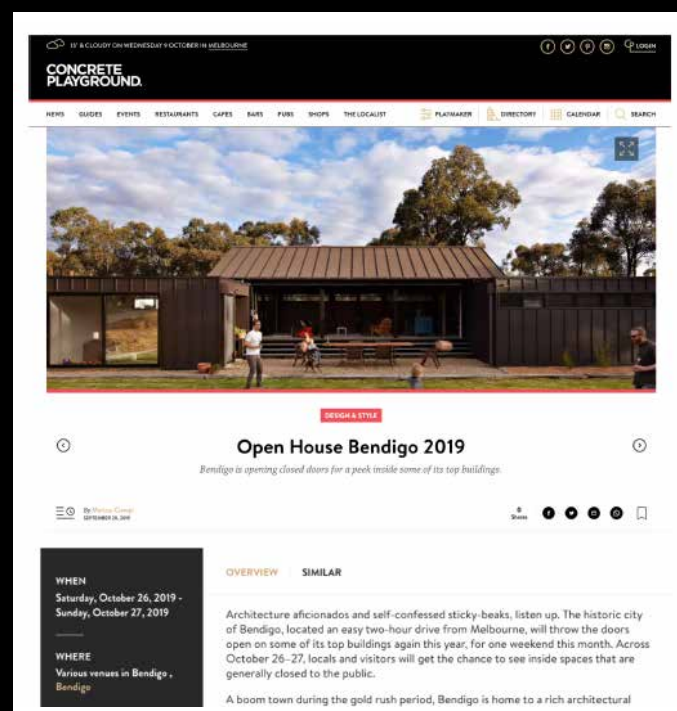 15° & CLOUDY ON WEDNESDAY 9 OCTOBER IN MELBOURNE
LOGIN
CONCRETE
PLAYGROUND.
NEWS GUIDES EVENTS RESTAURANTS CAFES BARS PUBS SHOPS THE LOCALIST PLAYMAKER DIRECTORY CALENDAR SEARCH
DESIGN & STYLE
Open House Bendigo 2019
Bendigo is opening closed doors for a peek inside some of its top buildings.
By
SEPTEMBER 26, 2019
Shares
OVERVIEW SIMILAR
WHEN
Saturday, October 26, 2019 -
Sunday, October 27, 2019
WHERE
Various venues in Bendigo ,
Bendigo
Architecture aficionados and self-confessed sticky-beaks, listen up. The historic city
of Bendigo, located an easy two-hour drive from Melbourne, will throw the doors
open on some of its top buildings again this year, for one weekend this month. Across
October 26–27, locals and visitors will get the chance to see inside spaces that are
generally closed to the public.
A boom town during the gold rush period, Bendigo is home to a rich architectural